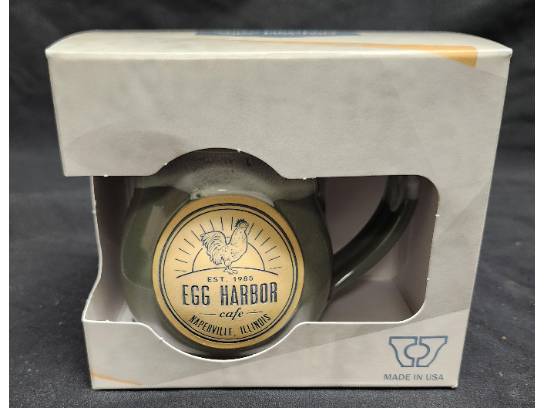 EST. 1985
EGG HARBOR
cafe
NAPERVILLE, ILLINOIS
MADE IN USA